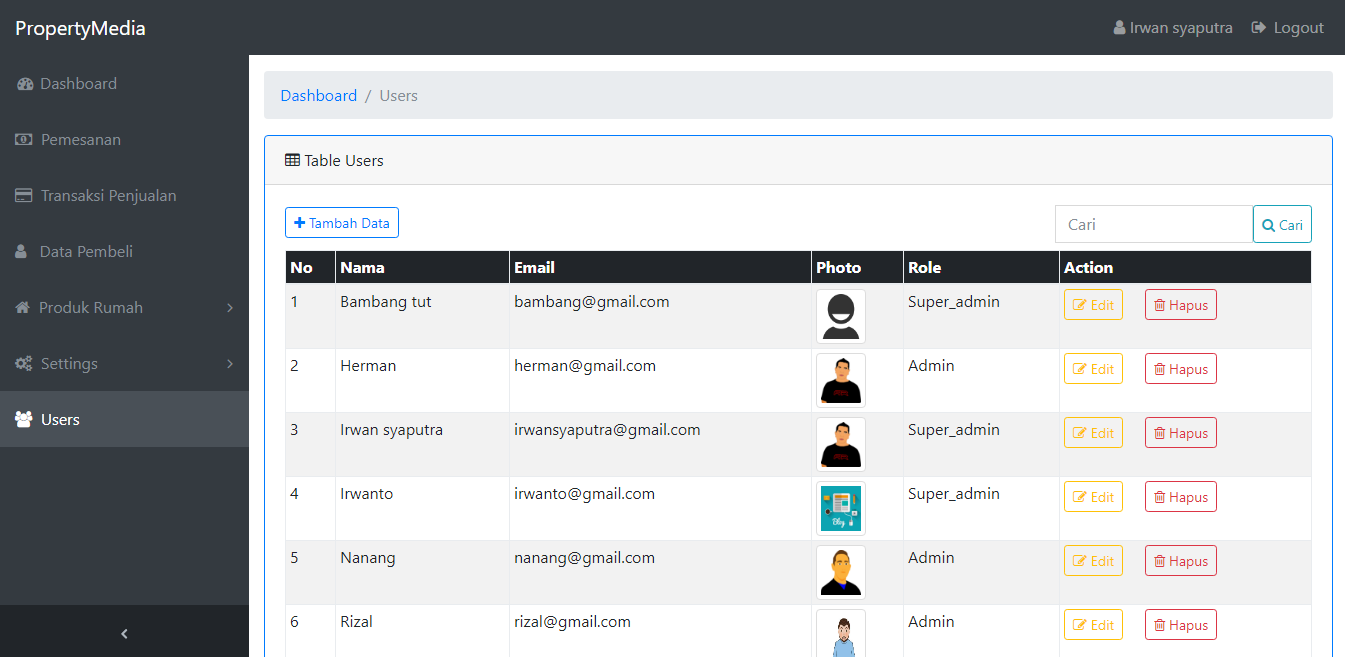 PropertyMedia
Irwan syaputra Logout
Dashboard
Pemesanan
Transaksi Penjualan
Data Pembeli
Produk Rumah
Settings
Users
Dashboard / Users
Table Users
Tambah Data
Cari Cari
No Nama Email Photo Role Action
1 Bambang tut bambang@gmail.com Super_admin Edit Hapus
2 Herman herman@gmail.com Admin Edit Hapus
3 Irwan syaputra irwansyaputra@gmail.com Super_admin Edit Hapus
4 Irwanto irwanto@gmail.com Blog Super_admin Edit Hapus
5 Nanang nanang@gmail.com Admin Edit Hapus
6 Rizal rizal@gmail.com Admin Edit Hapus